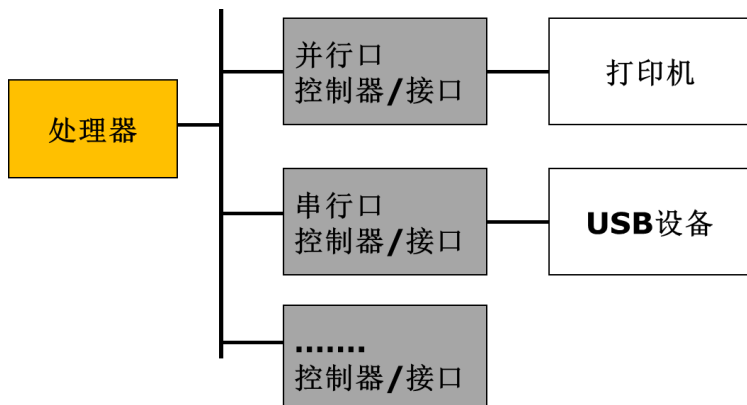 并行口
控制器/接口
打印机
处理器
串行口
控制器/接口
USB设备
.......
控制器/接口